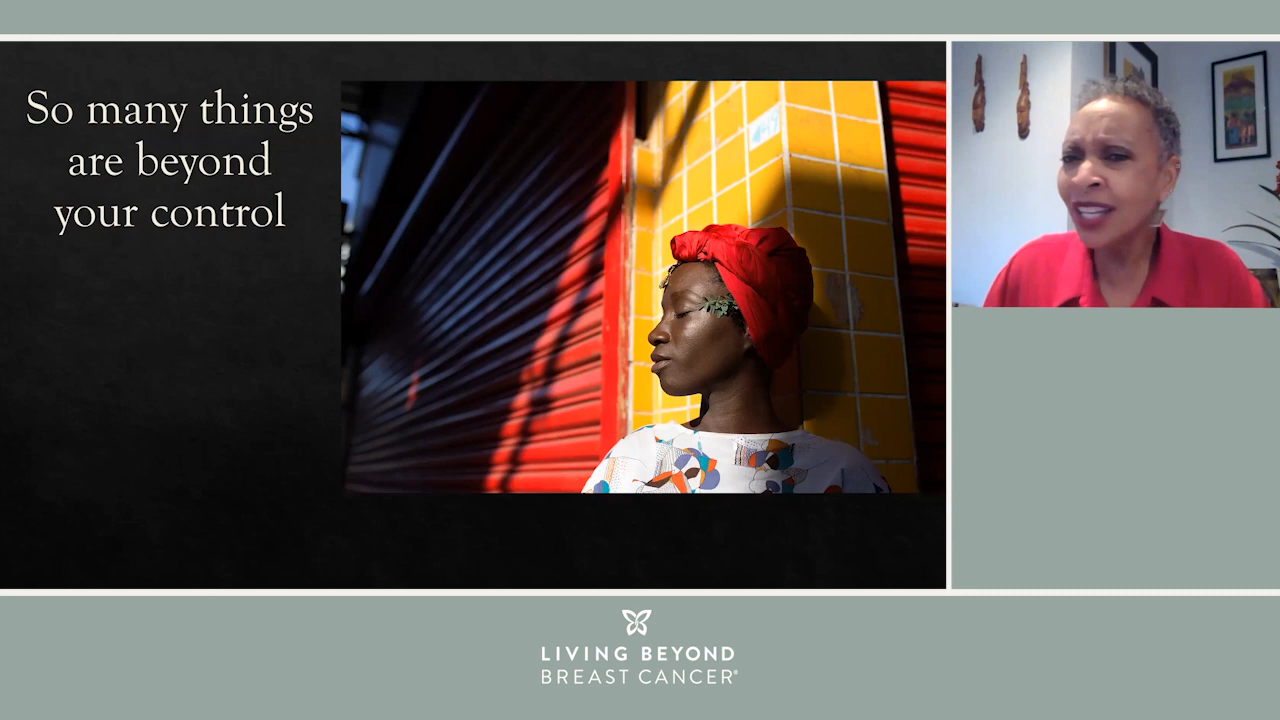 So many things
are beyond
your control
LIVING BEYOND
BREAST CANCER®